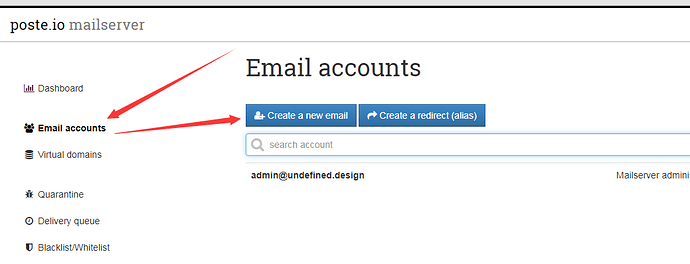 poste.io mailserver
Dashboard
Email accounts
Virtual domains
Quarantine
Delivery queue
Blacklist/Whitelist
Email accounts
Create a new email
Create a redirect (alias)
search account
admin@undefined.design
Mailserver admini